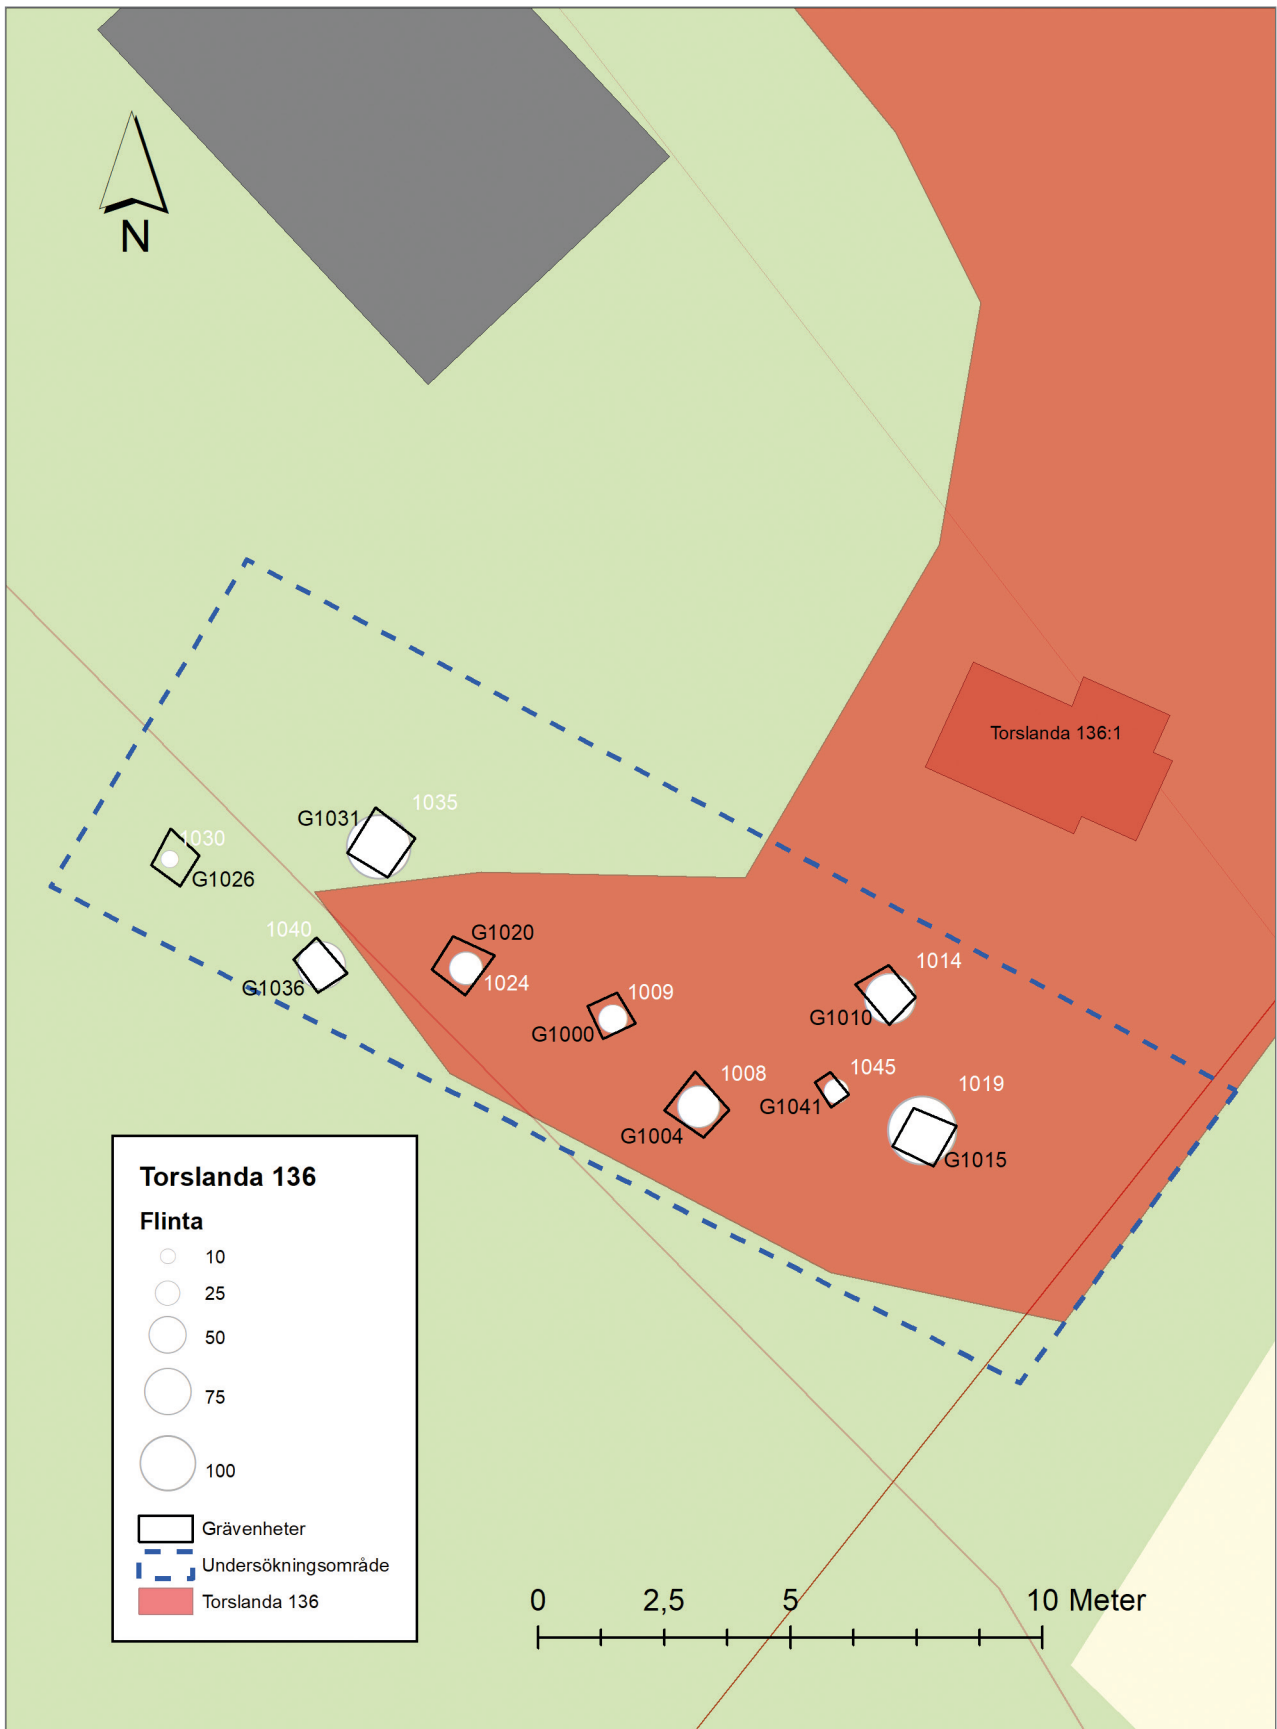 N
Torslanda 136:1
1035
G1031
1030
G1026
1040
G1036
G1020
1024
1009
G1000
1014
G1010
1008
G1004
1045
G1041
1019
G1015
Torslanda 136
Flinta
10
25
50
75
100
Grävenheter
Undersökningsområde
Torslanda 136
0 2,5 5 10 Meter